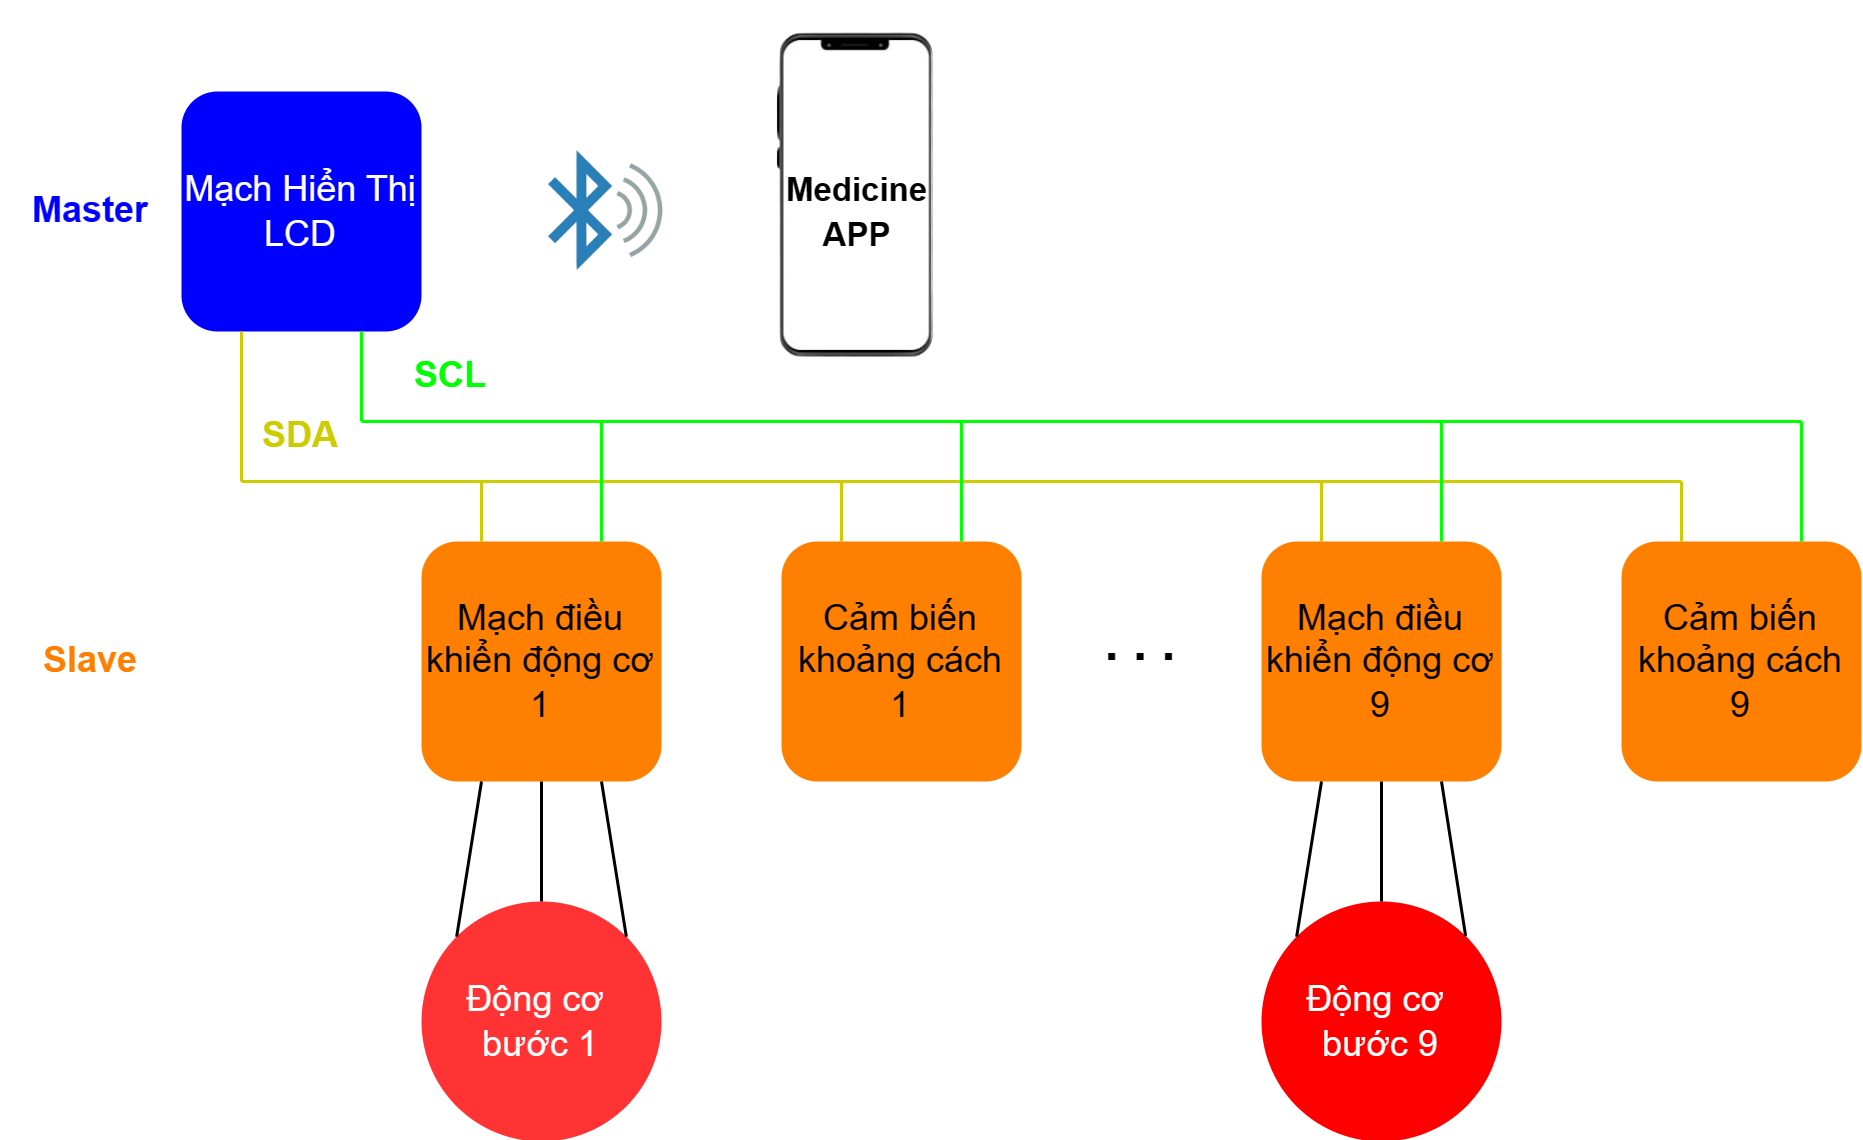 Master
Mạch Hiển Thị
LCD
Medicine
APP
SCL
SDA
Slave
Mạch điều
khiển động cơ
1
Cảm biến
khoảng cách
1
. . .
Mạch điều
khiển động cơ
9
Cảm biến
khoảng cách
9
Động cơ
bước 1
Động cơ
bước 9